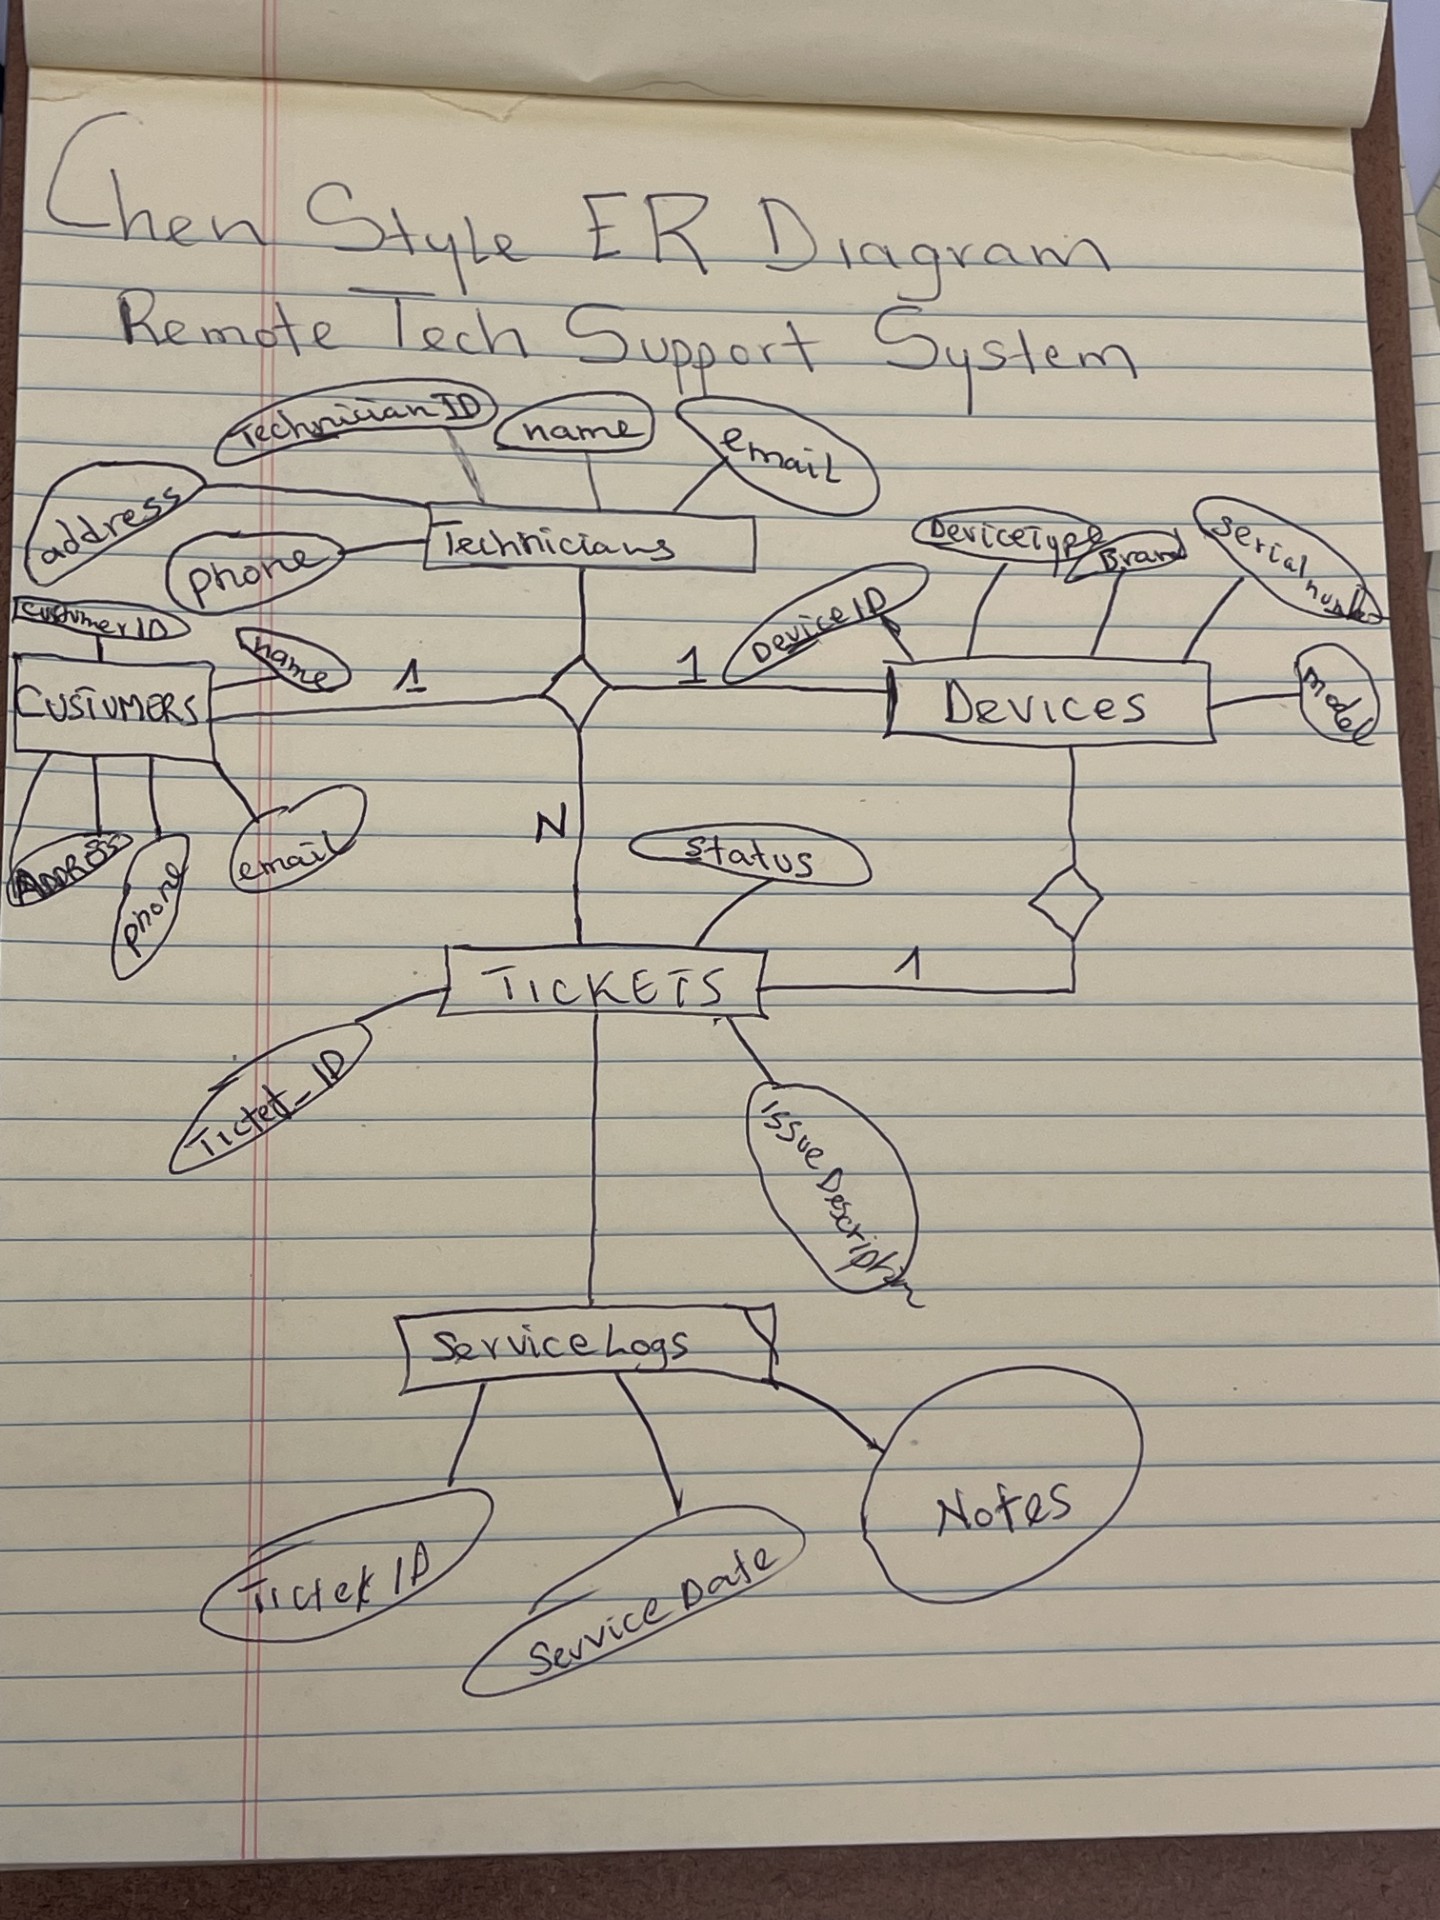 Chen Style ER Diagram
Remote Tech Support System
TechnicianID
name
email
address
phone
Technicians
DeviceType
Brand
Serial number
DeviceID
CustumerID
name
1
1
CUSTUMERS
Devices
model
Address
phone
email
N
Status
1
TICKETS
Tictet_ID
Issue Description
ServiceLogs
Tictet ID
Service Date
Notes